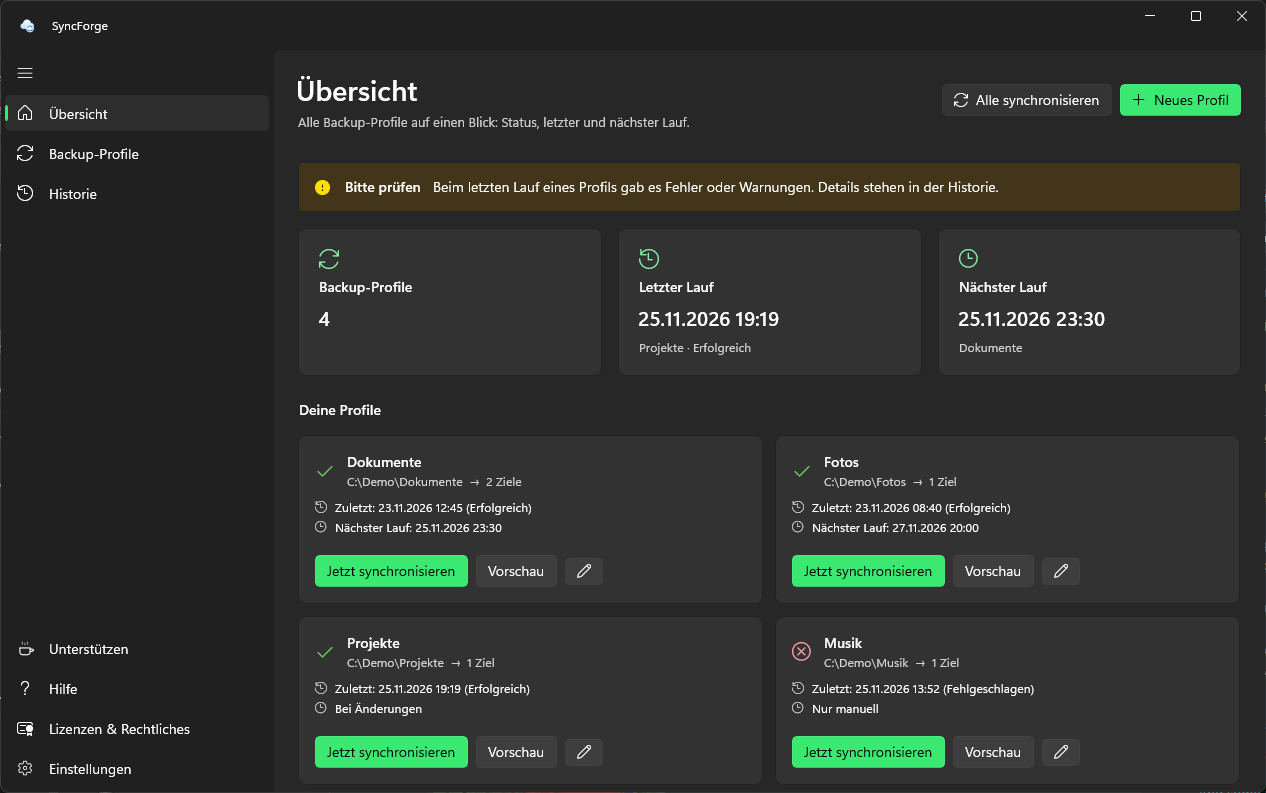 SyncForge
Übersicht
Backup-Profile
Historie
Unterstützen
Hilfe
Lizenzen & Rechtliches
Einstellungen
Übersicht
Alle Backup-Profile auf einen Blick: Status, letzter und nächster Lauf.
Alle synchronisieren
Neues Profil
Bitte prüfen Beim letzten Lauf eines Profils gab es Fehler oder Warnungen. Details stehen in der Historie.
Backup-Profile
4
Letzter Lauf
25.11.2026 19:19
Projekte · Erfolgreich
Nächster Lauf
25.11.2026 23:30
Dokumente
Deine Profile
Dokumente
C:\Demo\Dokumente → 2 Ziele
Zuletzt: 23.11.2026 12:45 (Erfolgreich)
Nächster Lauf: 25.11.2026 23:30
Jetzt synchronisieren Vorschau
Fotos
C:\Demo\Fotos → 1 Ziel
Zuletzt: 23.11.2026 08:40 (Erfolgreich)
Nächster Lauf: 27.11.2026 20:00
Jetzt synchronisieren Vorschau
Projekte
C:\Demo\Projekte → 1 Ziel
Zuletzt: 25.11.2026 19:19 (Erfolgreich)
Bei Änderungen
Jetzt synchronisieren Vorschau
Musik
C:\Demo\Musik → 1 Ziel
Zuletzt: 25.11.2026 13:52 (Fehlgeschlagen)
Nur manuell
Jetzt synchronisieren Vorschau